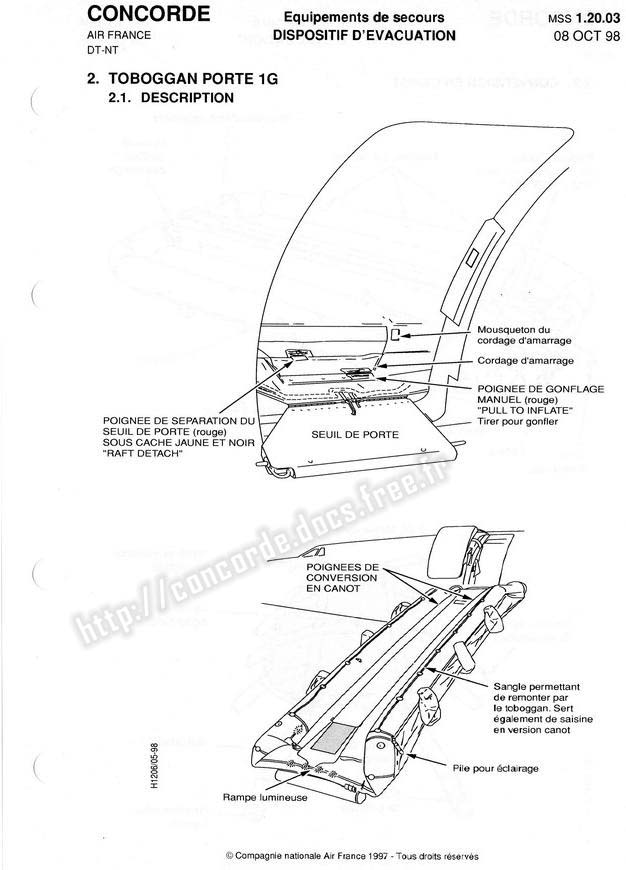 CONCORDE
AIR FRANCE
DT-NT
Equipements de secours
DISPOSITIF D'EVACUATION
MSS 1.20.03
08 OCT 98
2. TOBOGGAN PORTE 1G
2.1. DESCRIPTION
Mousqueton du
cordage d'amarrage
Cordage d'amarrage
POIGNEE DE GONFLAGE
MANUEL (rouge)
"PULL TO INFLATE"
Tirer pour gonfler
POIGNEE DE SEPARATION DU
SEUIL DE PORTE (rouge)
SOUS CACHE JAUNE ET NOIR
"RAFT DETACH"
SEUIL DE PORTE
http://concorde.docs.free.fr
POIGNEES DE
CONVERSION
EN CANOT
Sangle permettant
de remonter par
le toboggan. Sert
également de saisine
en version canot
Pile pour éclairage
Rampe lumineuse
H1206/05-98
© Compagnie nationale Air France 1997 - Tous droits réservés